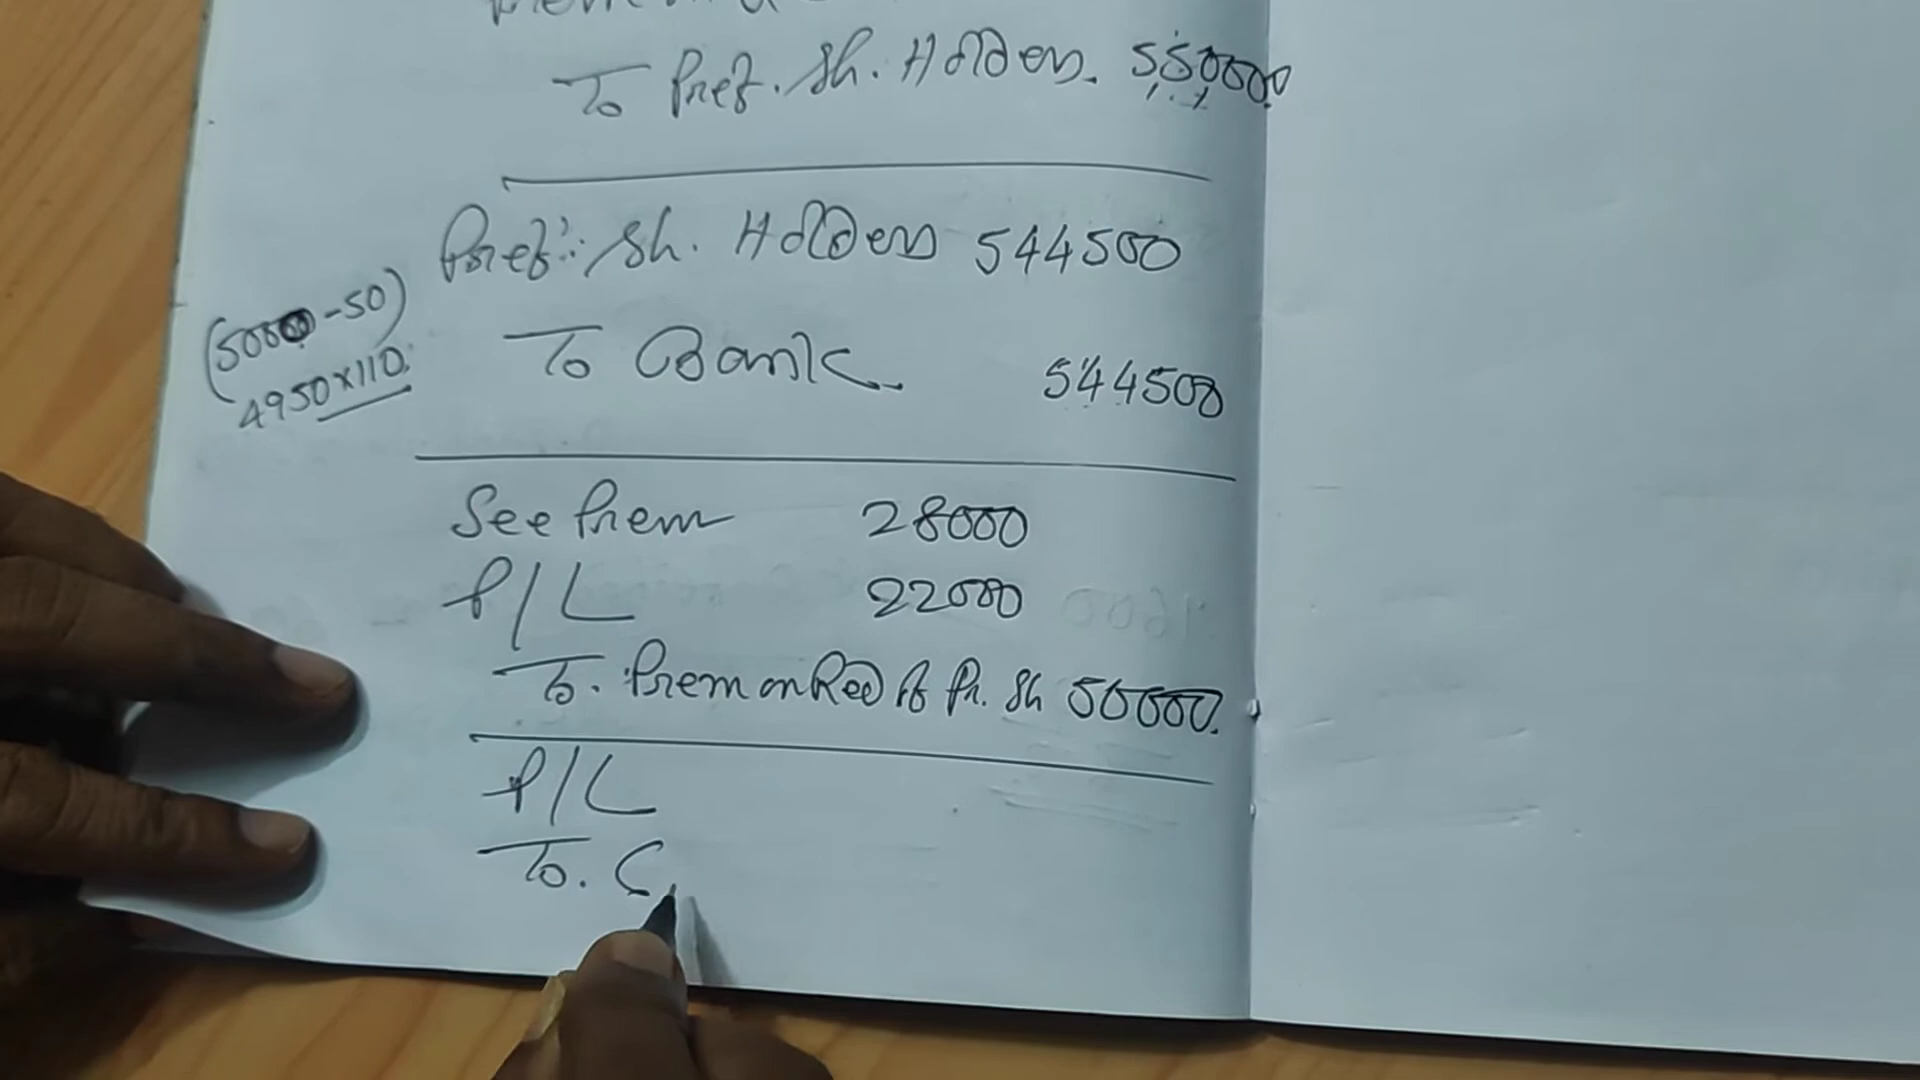 To Pref. Sh. Holders. 550000
Pref: Sh. Holders 544500
(5000-50)
4950x110.
To Bank. 544500
See Prem 28000
P/L 22000
To. Prem on Red of Pr. Sh 50000.
P/L
To. C